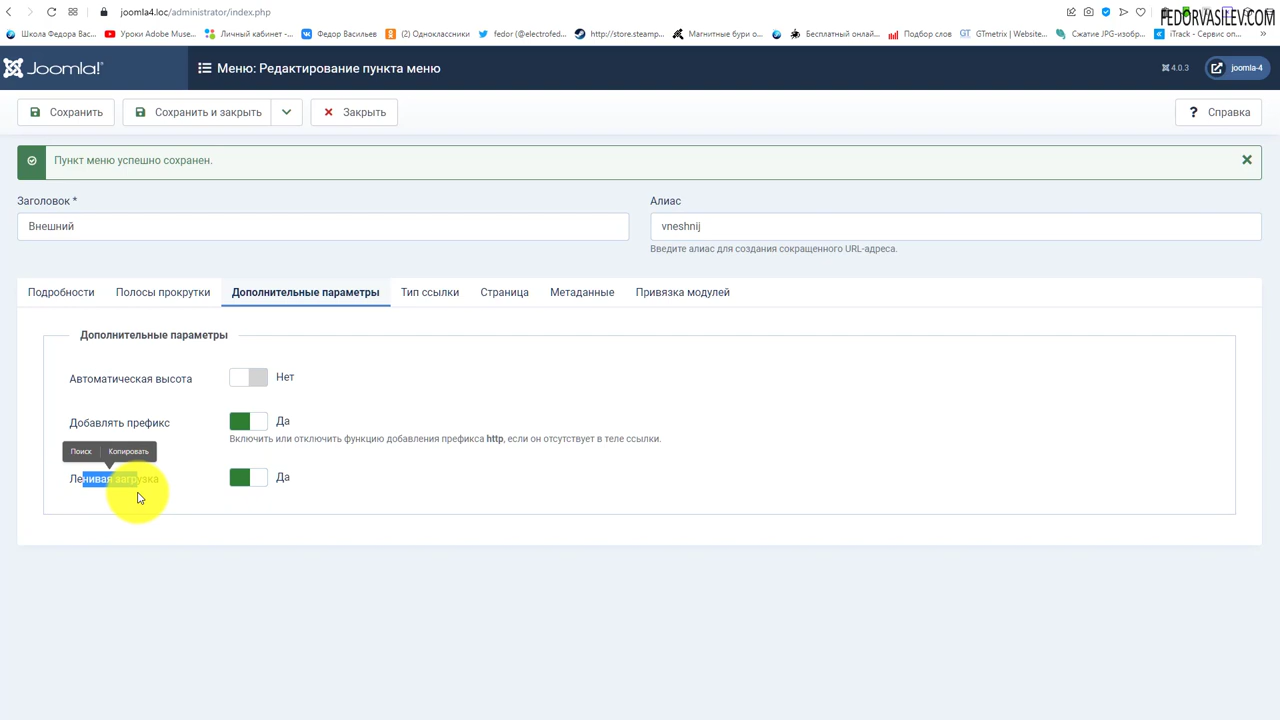 joomla4.loc/administrator/index.php
FEDORVASILEV.COM
Школа Федора Вас...
Уроки Adobe Muse...
Личный кабинет -...
Федор Васильев
(2) Одноклассники
fedor (@electrofed...
http://store.steamp...
Магнитные бури о...
Бесплатный онлай...
Подбор слов
GTmetrix | Website...
Сжатие JPG-изобр...
iTrack - Сервис оп...
Joomla!
Меню: Редактирование пункта меню
4.0.3
joomla-4
Сохранить
Сохранить и закрыть
Закрыть
? Справка
Пункт меню успешно сохранен.
Заголовок *
Алиас
Внешний
vneshnij
Введите алиас для создания сокращенного URL-адреса.
Подробности
Полосы прокрутки
Дополнительные параметры
Тип ссылки
Страница
Метаданные
Привязка модулей
Дополнительные параметры
Автоматическая высота
Нет
Добавлять префикс
Да
Включить или отключить функцию добавления префикса http, если он отсутствует в теле ссылки.
Поиск
Копировать
Ленивая загрузка
Да